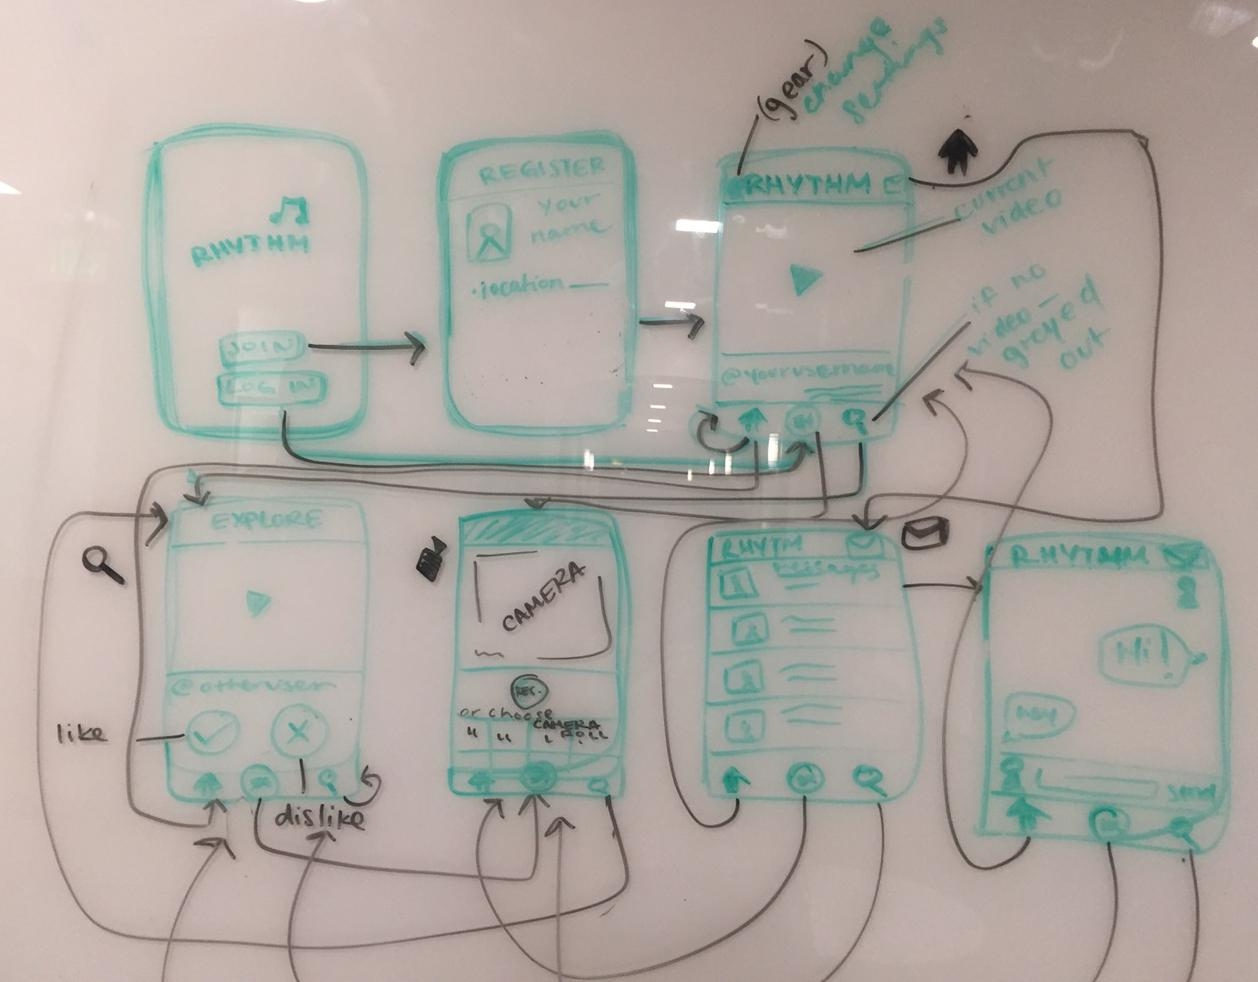 (gear)
change
settings
RHYTHM
JOIN
LOG IN
REGISTER
your
name
location
RHYTHM
current
video
@yourusername
if no
video -
greyed
out
EXPLORE
@otheruser
like
dislike
CAMERA
REC.
or choose
CAMERA
ROLL
RHYTM
messages
RHYTHM
Hi!
hey
send